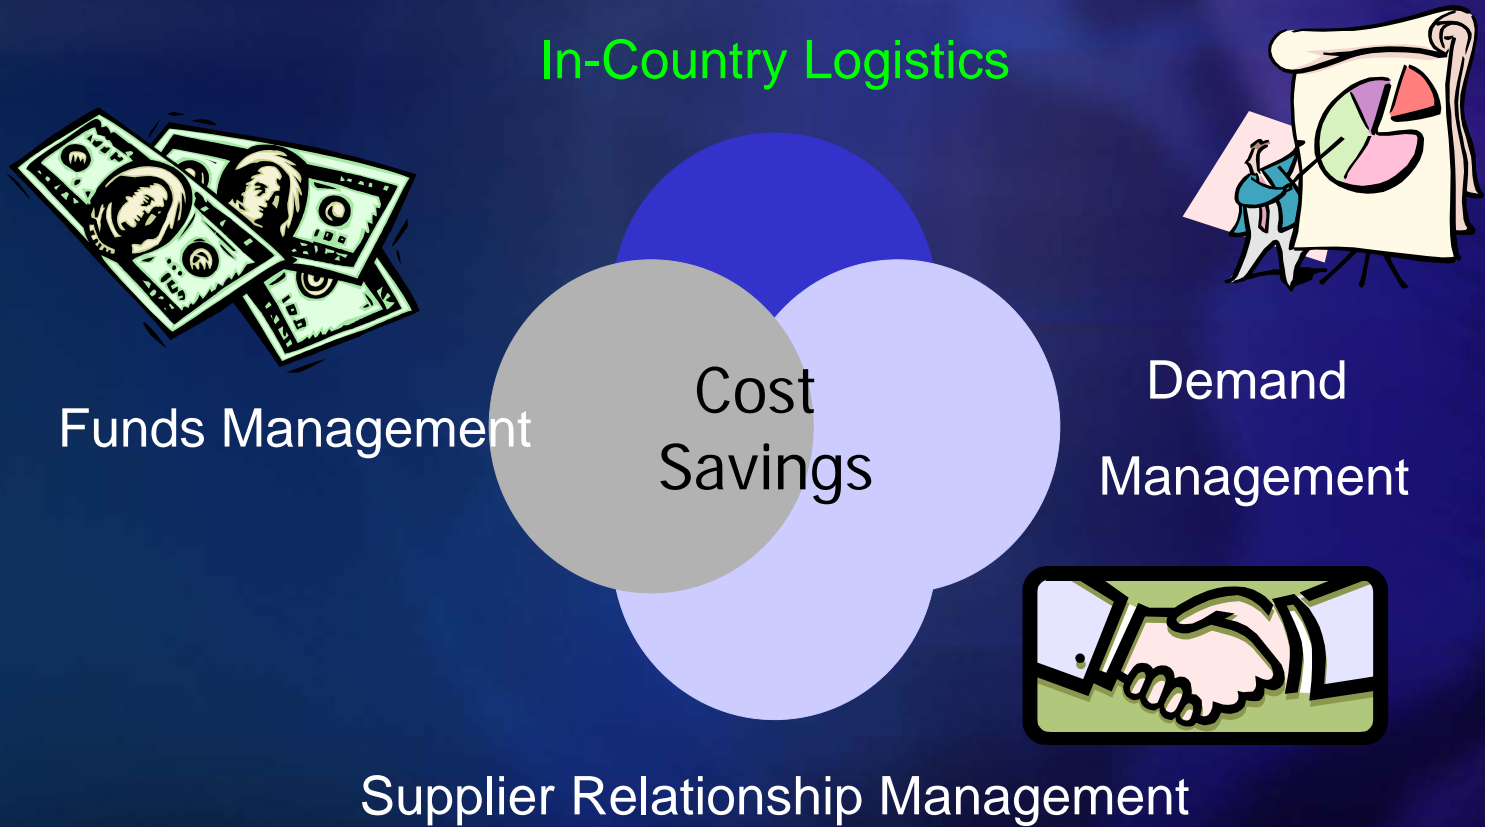 In-Country Logistics
Funds Management
Cost
Savings
Demand
Management
Supplier Relationship Management